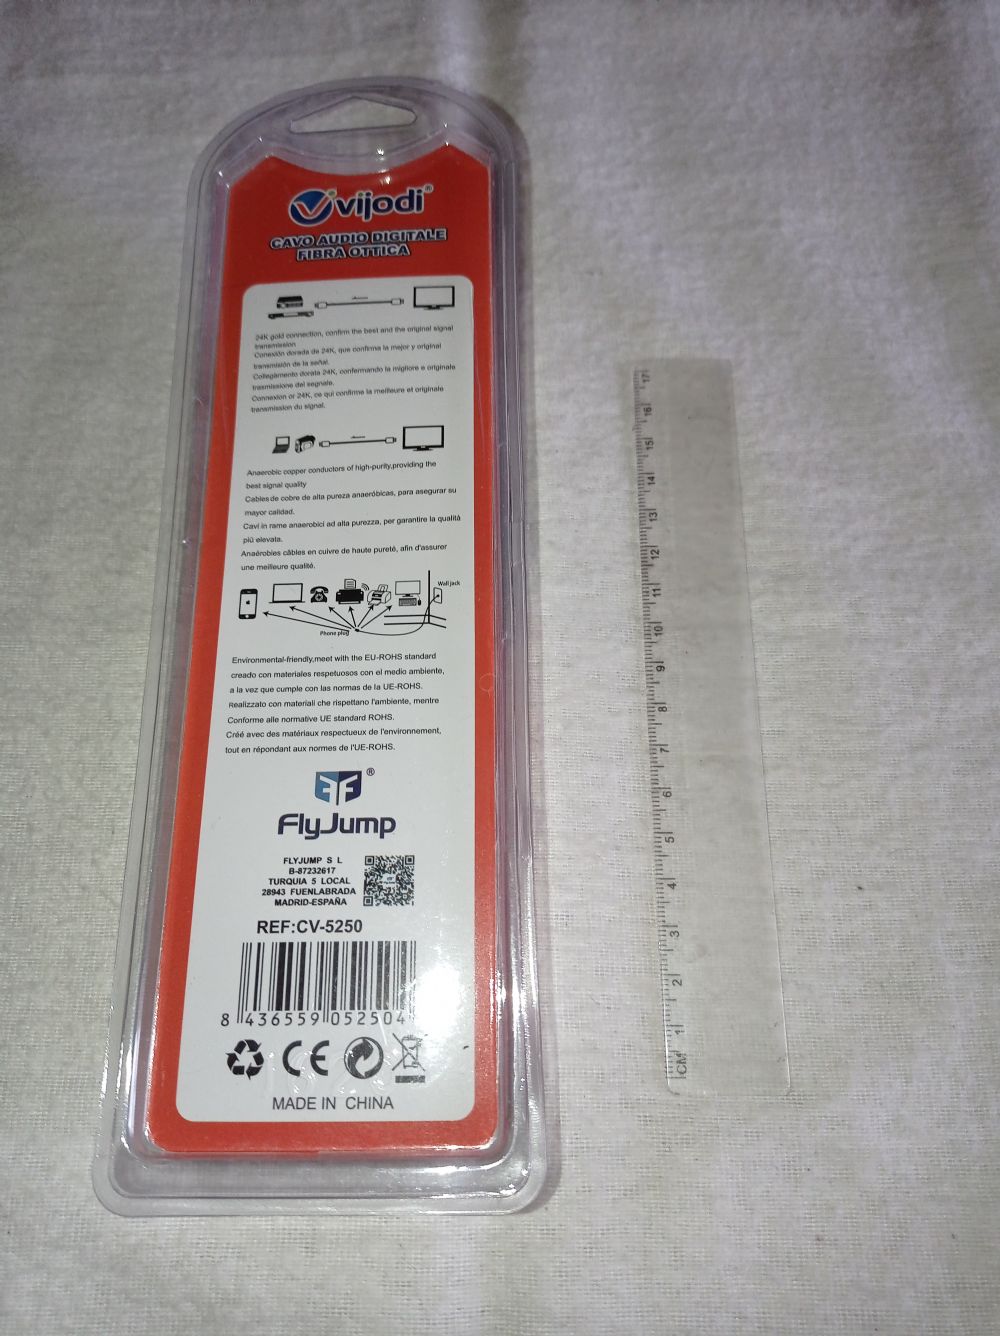 vijodi®
CAVO AUDIO DIGITALE
FIBRA OTTICA
24K gold connection, confirm the best and the original signal
transmission
Conexión dorada de 24K, que confirma la mejor y original
transmisión de la señal.
Collegamento dorata 24K, confermando la migliore e originale
trasmissione del segnale.
Connexion or 24K, ce qui confirme la meilleure et originale
transmission du signal.
Anaerobic copper conductors of high-purity,providing the
best signal quality
Cables de cobre de alta pureza anaeróbicas, para asegurar su
mayor calidad.
Cavi in rame anaerobici ad alta purezza, per garantire la qualità
più elevata.
Anaérobies câbles en cuivre de haute pureté, afin d'assurer
une meilleure qualité.
Wall jack
Phone plug
Environmental-friendly,meet with the EU-ROHS standard
creado con materiales respetuosos con el medio ambiente,
a la vez que cumple con las normas de la UE-ROHS.
Realizzato con materiali che rispettano l'ambiente, mentre
Conforme alle normative UE standard ROHS.
Créé avec des matériaux respectueux de l'environnement,
tout en répondant aux normes de l'UE-ROHS.
®
FlyJump
FLYJUMP S L
B-87232617
TURQUIA 5 LOCAL
28943 FUENLABRADA
MADRID-ESPAÑA
REF:CV-5250
8 436559 052504
CE
MADE IN CHINA
CM 1 2 3 4 5 6 7 8 9 10 11 12 13 14 15 16 17